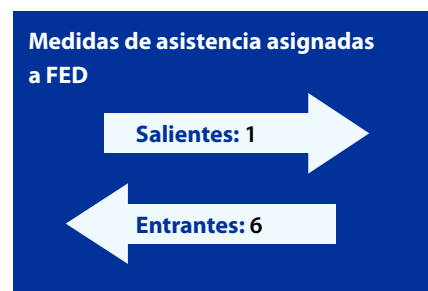 Medidas de asistencia asignadas
a FED
Salientes: 1
Entrantes: 6